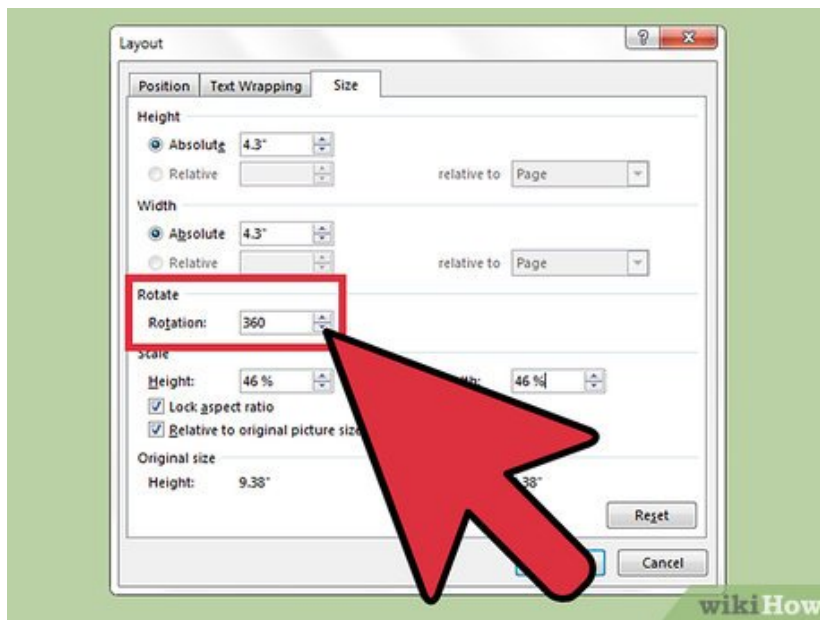 Layout
Position Text Wrapping Size
Height
Absolute 4.3"
Relative relative to Page
Width
Absolute 4.3"
Relative relative to Page
Rotate
Rotation: 360
Scale
Height: 46 % 46 %
Lock aspect ratio
Relative to original picture size
Original size
Height: 9.38"
Reset
Cancel
wikiHow